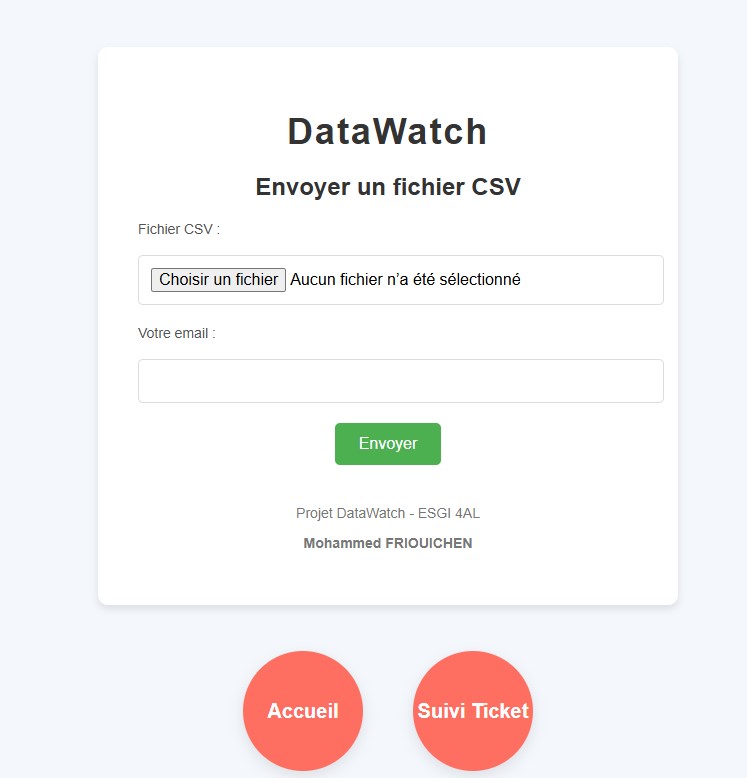 DataWatch
Envoyer un fichier CSV
Fichier CSV :
Choisir un fichier Aucun fichier n’a été sélectionné
Votre email :
Envoyer
Projet DataWatch - ESGI 4AL
Mohammed FRIOUICHEN
Accueil Suivi Ticket